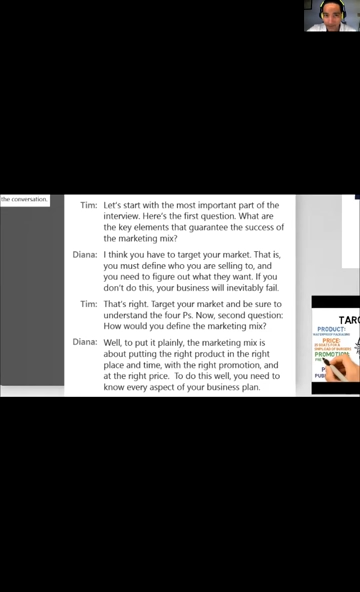 the conversation.
Tim: Let's start with the most important part of the
interview. Here's the first question. What are
the key elements that guarantee the success of
the marketing mix?
Diana: I think you have to target your market. That is,
you must define who you are selling to, and
you need to figure out what they want. If you
don't do this, your business will inevitably fail.
Tim: That's right. Target your market and be sure to
understand the four Ps. Now, second question:
How would you define the marketing mix?
Diana: Well, to put it plainly, the marketing mix is
about putting the right product in the right
place and time, with the right promotion, and
at the right price. To do this well, you need to
know every aspect of your business plan.
TAR
PRODUCT:
PRICE:
PROMOTION